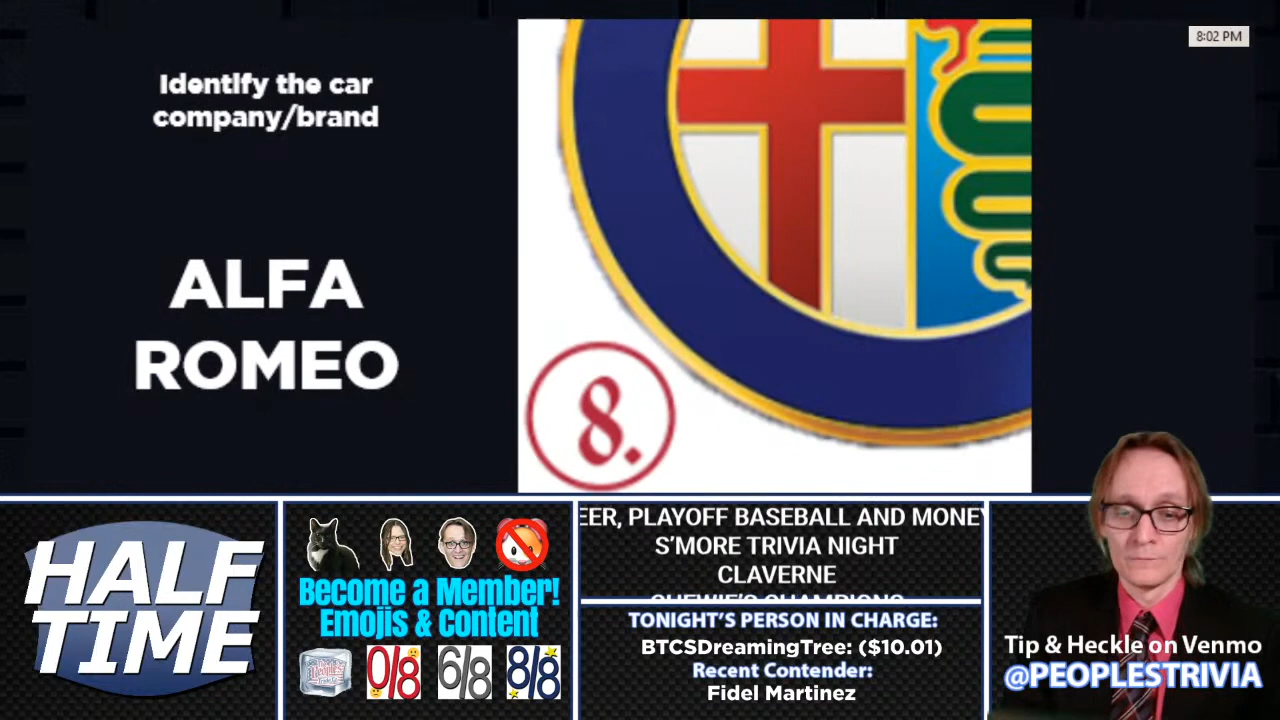 8:02 PM
Identify the car
company/brand
ALFA
ROMEO
8.
HALF
TIME
Become a Member!
Emojis & Content
0/8
6/8
8/8
EER, PLAYOFF BASEBALL AND MONEY
S'MORE TRIVIA NIGHT
CLAVERNE
CHEWIE'S CHAMPIONS
TONIGHT'S PERSON IN CHARGE:
BTCSDreamingTree: ($10.01)
Recent Contender:
Fidel Martinez
Tip & Heckle on Venmo
@PEOPLESTRIVIA